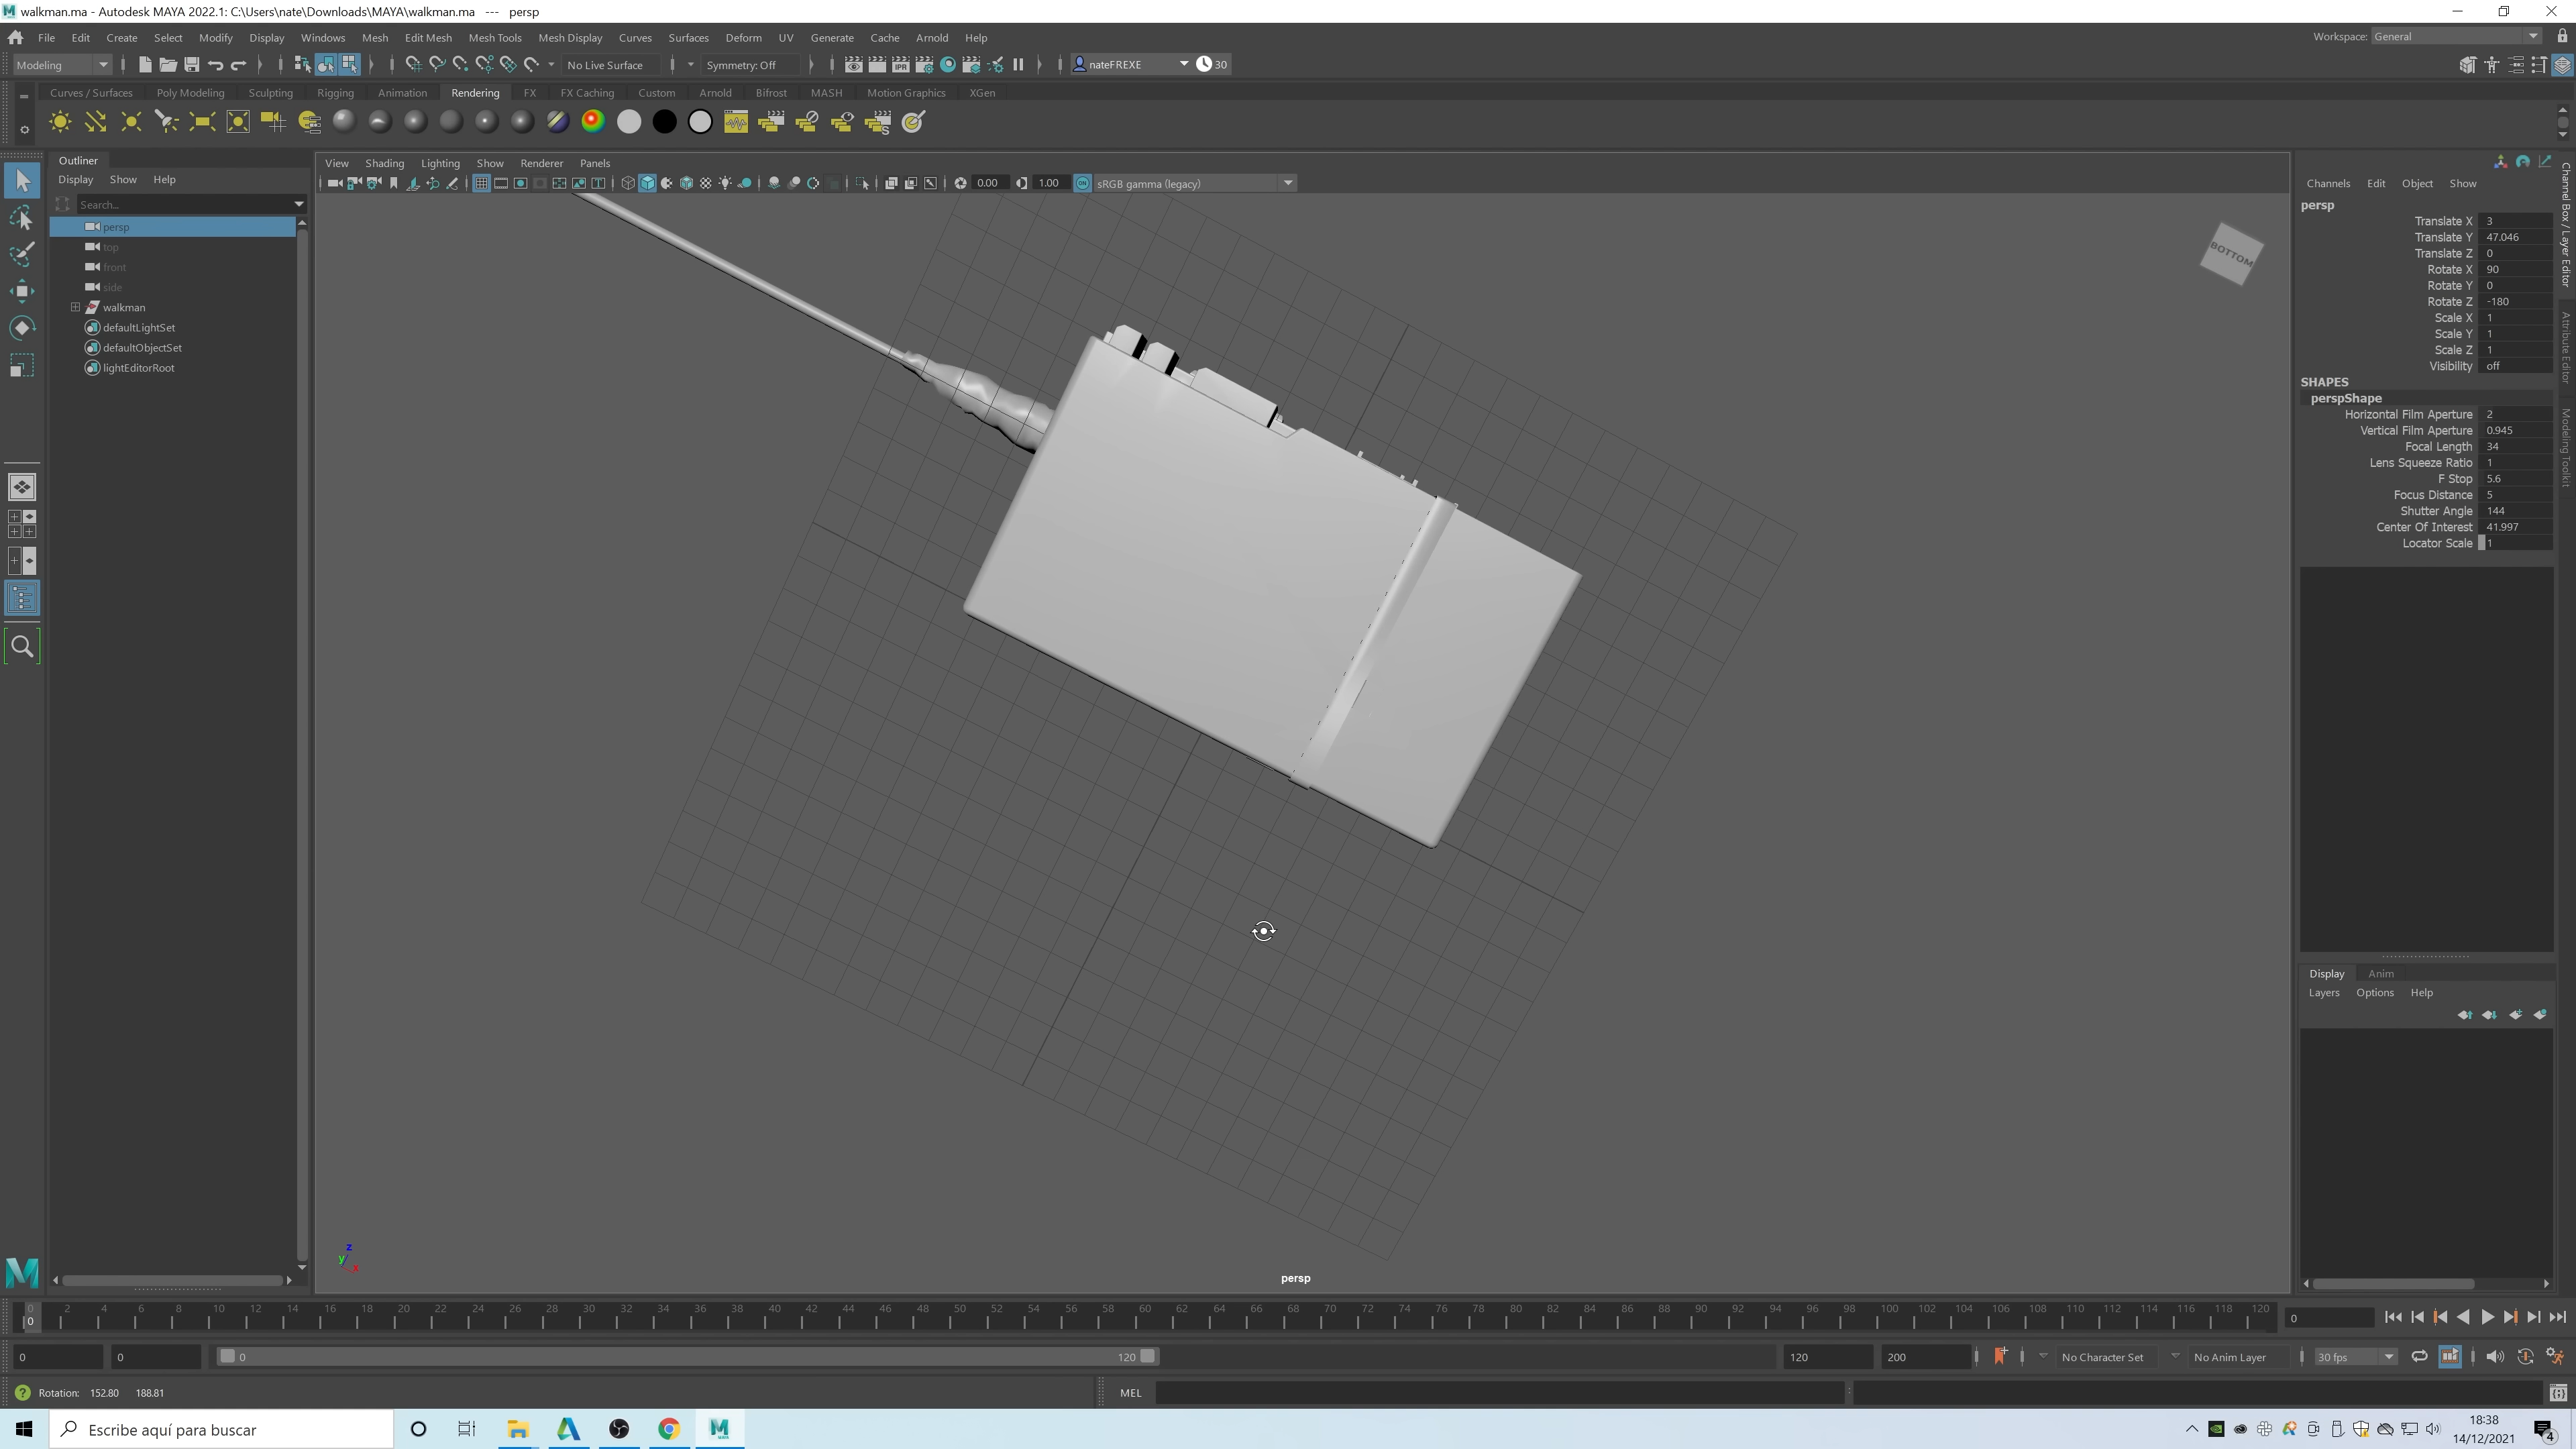 walkman.ma - Autodesk MAYA 2022.1: C:\Users\nate\Downloads\MAYA\walkman.ma --- persp
File Edit Create Select Modify Display Windows Mesh Edit Mesh Mesh Tools Mesh Display Curves Surfaces Deform UV Generate Cache Arnold Help
Workspace: General
Modeling No Live Surface Symmetry: Off IPR nateFREXE 30
Curves / Surfaces Poly Modeling Sculpting Rigging Animation Rendering FX FX Caching Custom Arnold Bifrost MASH Motion Graphics XGen
Outliner
Display Show Help
Search...
persp
top
front
side
walkman
defaultLightSet
defaultObjectSet
lightEditorRoot
View Shading Lighting Show Renderer Panels
0.00 1.00 ON sRGB gamma (legacy)
BOTTOM
z
y
x
persp
Channels Edit Object Show
persp
Translate X 3
Translate Y 47.046
Translate Z 0
Rotate X 90
Rotate Y 0
Rotate Z -180
Scale X 1
Scale Y 1
Scale Z 1
Visibility off
SHAPES
perspShape
Horizontal Film Aperture 2
Vertical Film Aperture 0.945
Focal Length 34
Lens Squeeze Ratio 1
F Stop 5.6
Focus Distance 5
Shutter Angle 144
Center Of Interest 41.997
Locator Scale 1
Channel Box / Layer Editor
Attribute Editor
Modeling Toolkit
Display Anim
Layers Options Help
0 2 4 6 8 10 12 14 16 18 20 22 24 26 28 30 32 34 36 38 40 42 44 46 48 50 52 54 56 58 60 62 64 66 68 70 72 74 76 78 80 82 84 86 88 90 92 94 96 98 100 102 104 106 108 110 112 114 116 118 120
0
0
0 0 0 120 120 200 No Character Set No Anim Layer 30 fps
Rotation: 152.80 188.81 MEL
Escribe aquí para buscar
18:38
14/12/2021
4